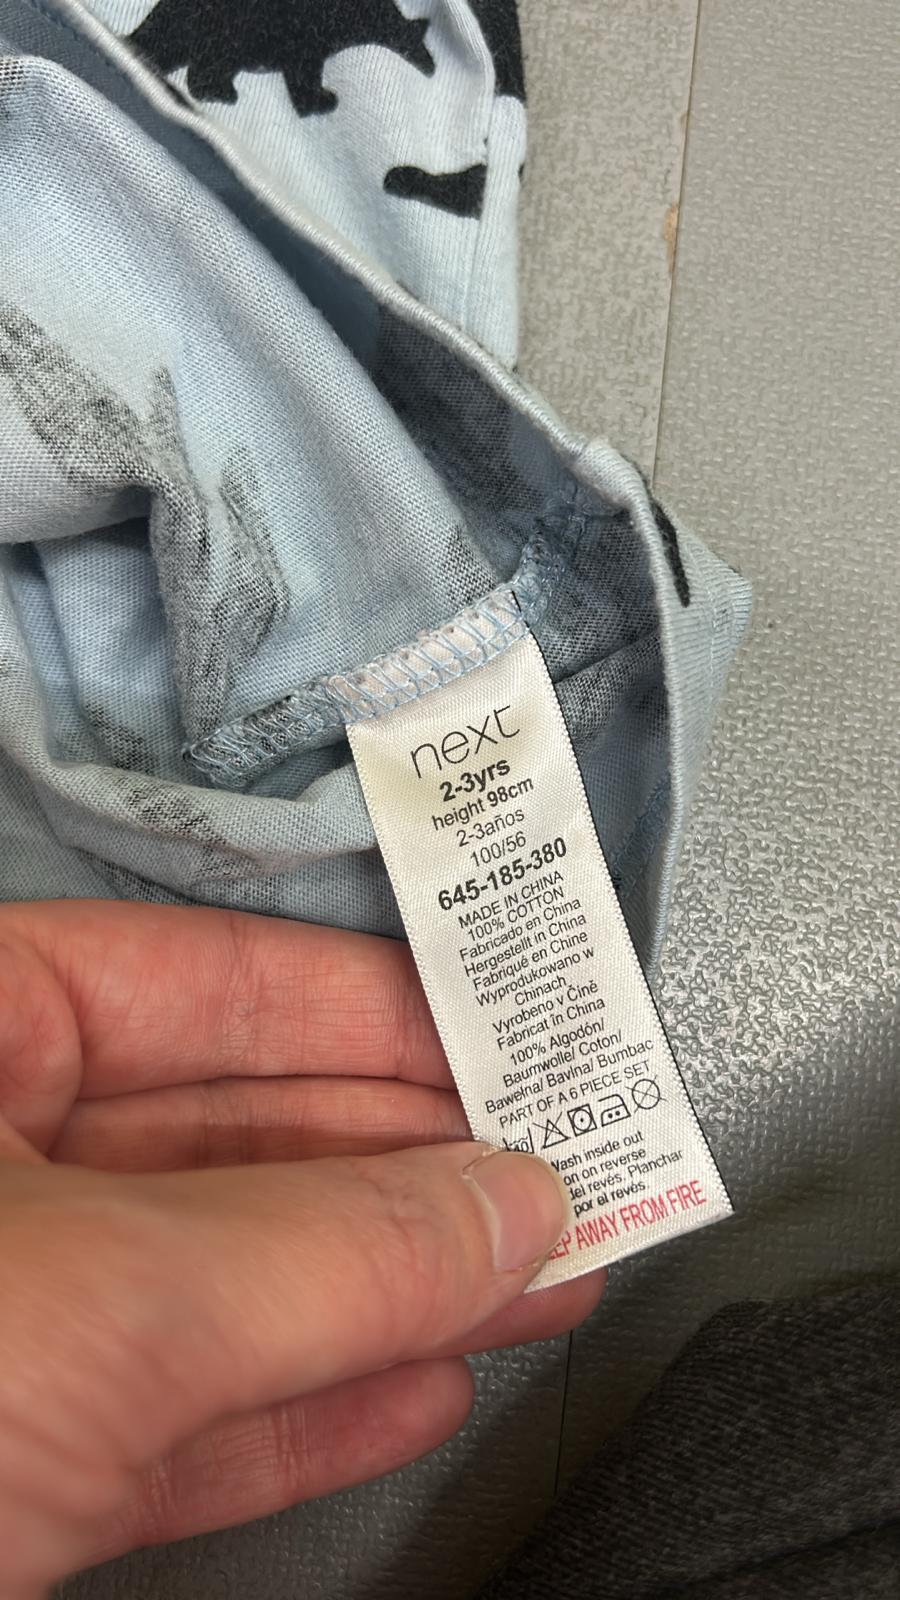 next
2-3yrs
height 98cm
2-3años
100/56
645-185-380
MADE IN CHINA
100% COTTON
Fabricado en China
Hergestellt in China
Fabriqué en Chine
Wyprodukowano w
Chinach
Vyrobeno v Číně
Fabricat în China
100% Algodón/
Baumwolle/ Coton/
Bawełna/ Bavlna/ Bumbac
PART OF A 6 PIECE SET
40
Wash inside out
on on reverse
del revés. Planchar
por el revés.
EP AWAY FROM FIRE